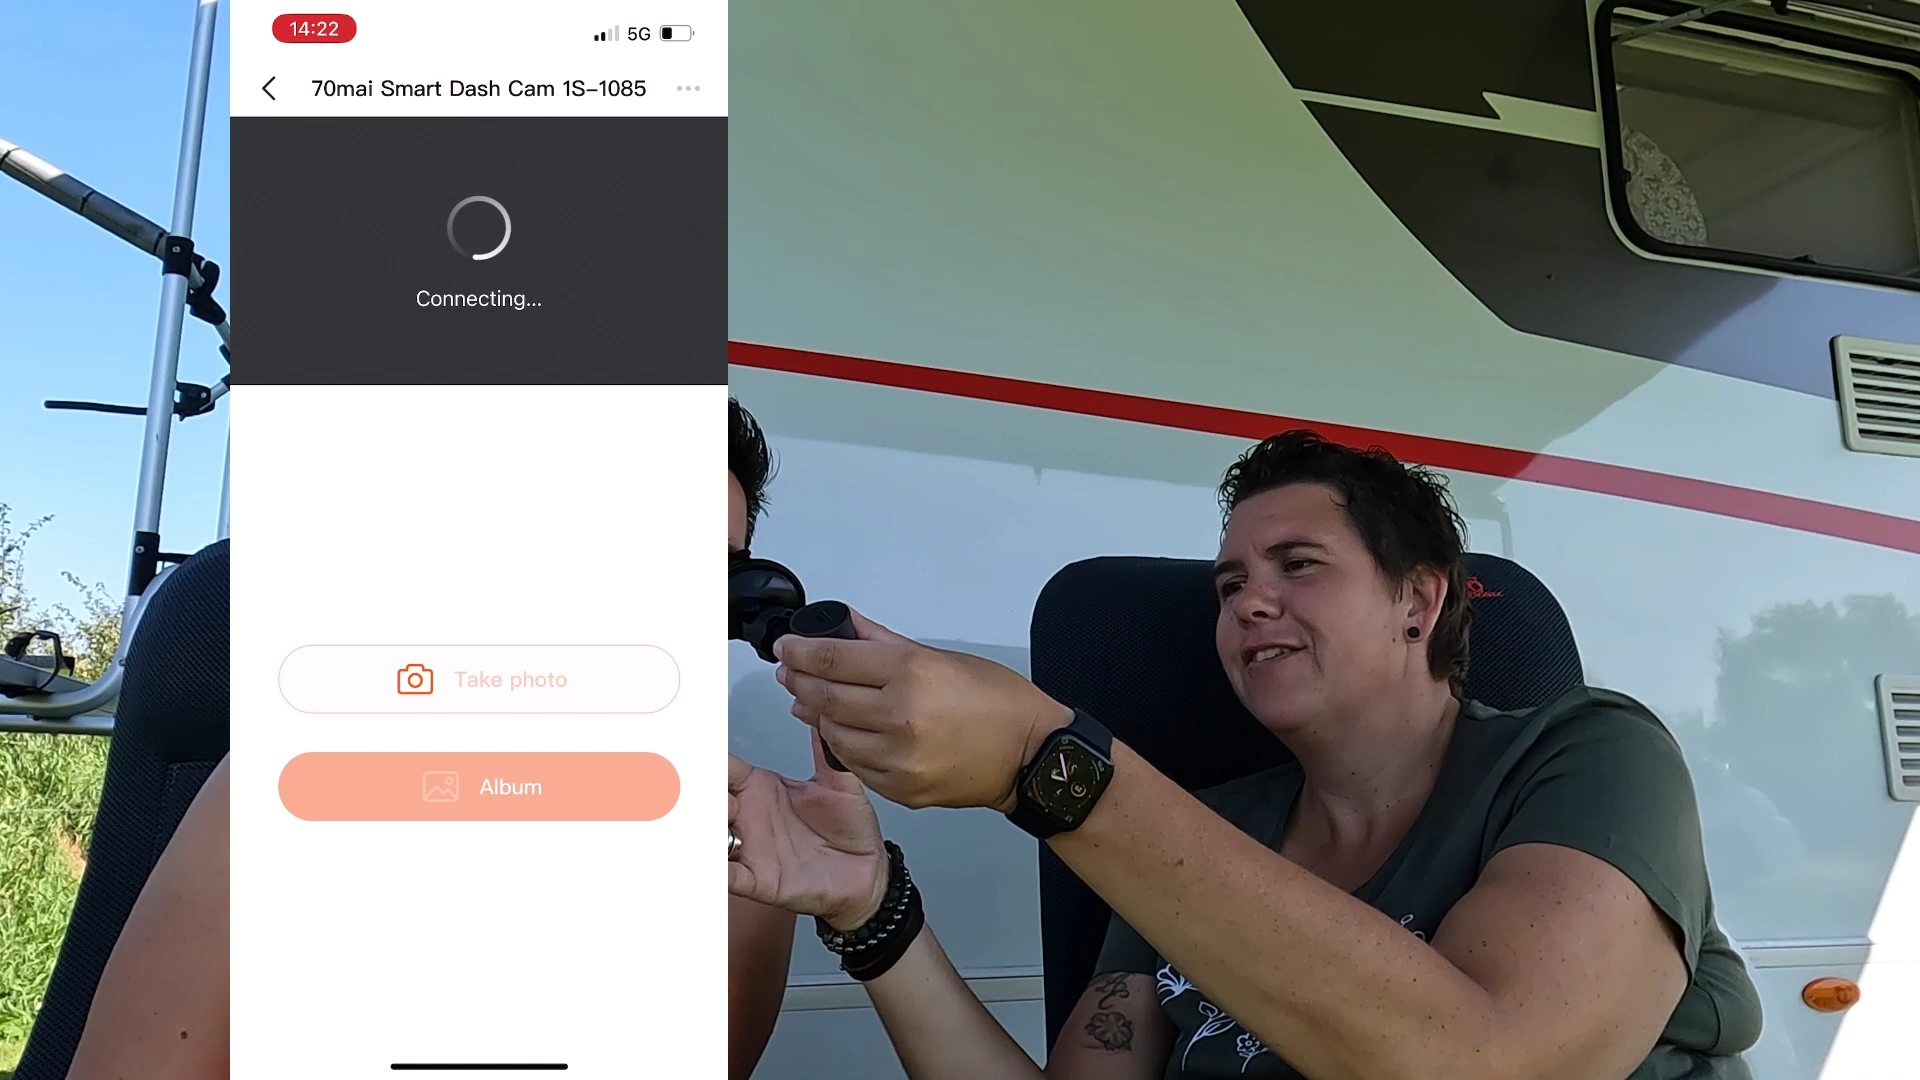 14:22
5G
70mai Smart Dash Cam 1S-1085
Connecting...
Take photo
Album